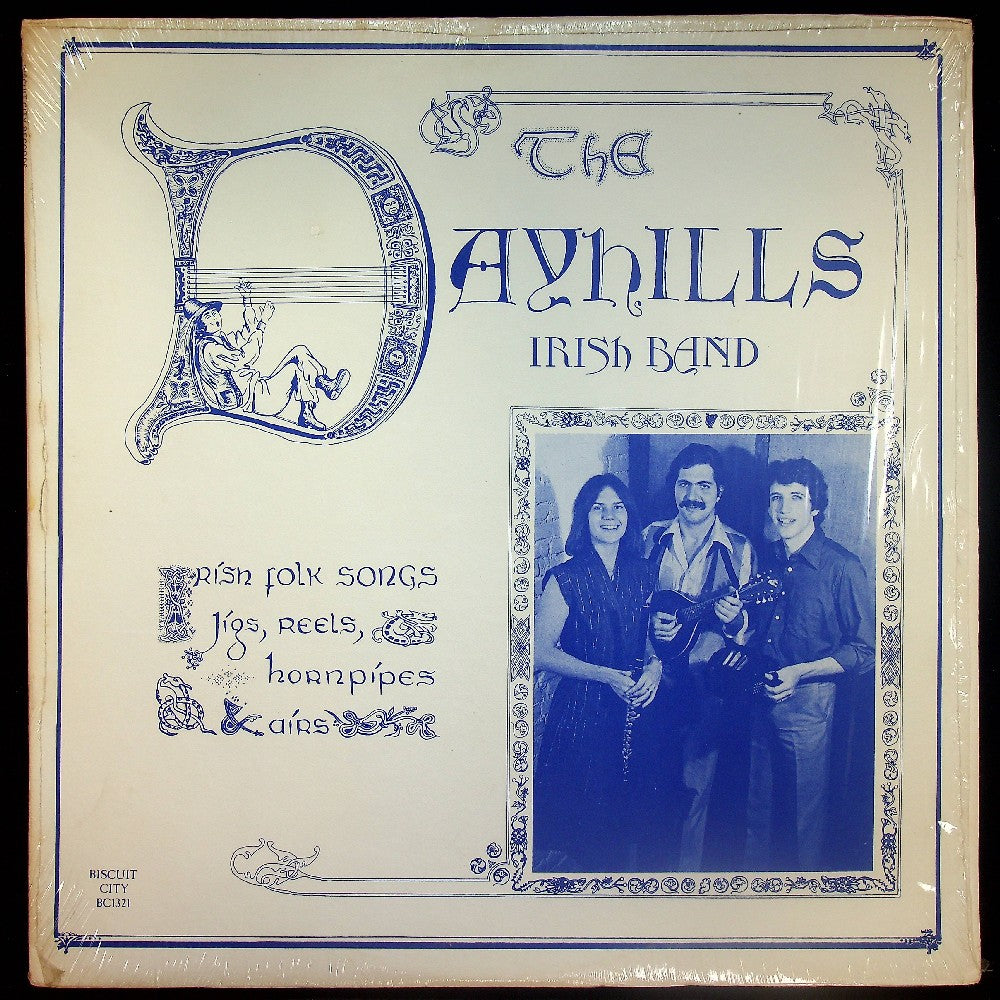 The
Dayhills
Irish Band
Irish folk songs
Jigs, reels,
hornpipes
& airs
BISCUIT
CITY
BC1321